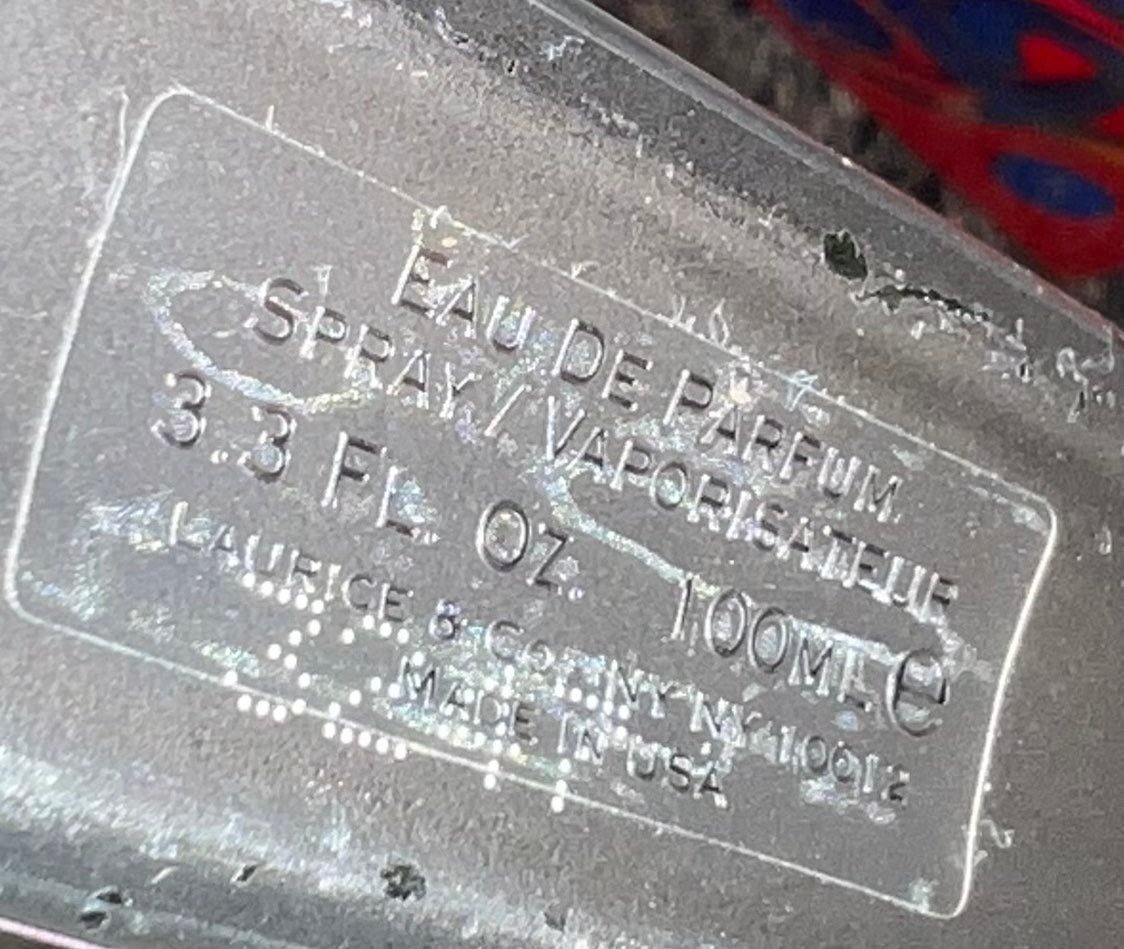 EAU DE PARFUM
SPRAY / VAPORISATEUR
3.3 FL. OZ. 100ML ℮
LAURICE & CO. NY NY 10012
MADE IN USA